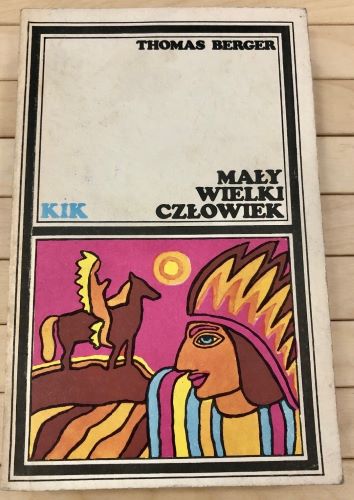 THOMAS BERGER
MAŁY
WIELKI
KIK CZŁOWIEK